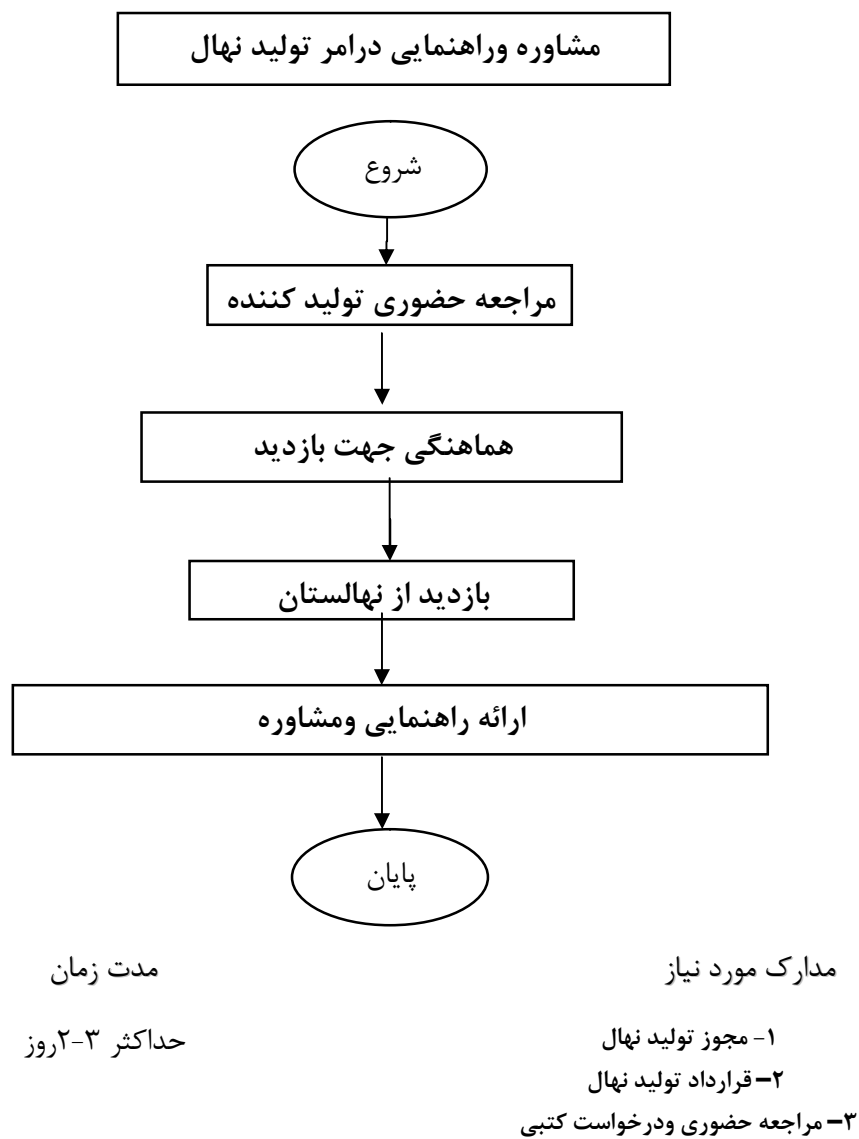 مشاوره وراهنمایی درامر تولید نهال
شروع
مراجعه حضوری تولید کننده
هماهنگی جهت بازدید
بازدید از نهالستان
ارائه راهنمایی ومشاوره
پایان
مدارک مورد نیاز
۱- مجوز تولید نهال
۲– قرارداد تولید نهال
۳– مراجعه حضوری ودرخواست کتبی
مدت زمان
حداکثر ۳-۲روز